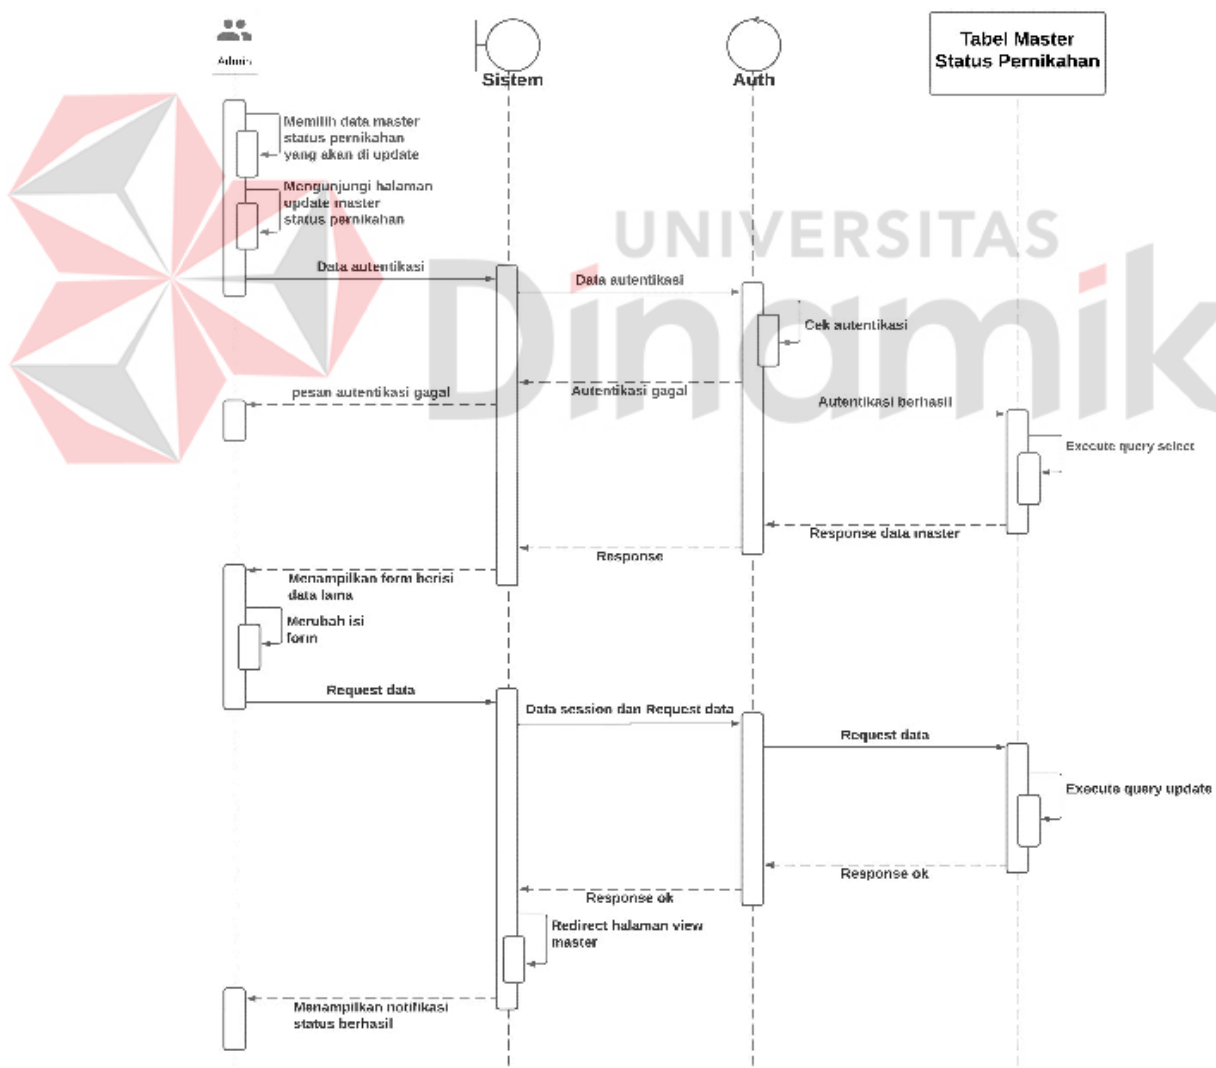 Admin
Sistem
Auth
Tabel Master
Status Pernikahan
Memilih data master
status pernikahan
yang akan di update
Mengunjungi halaman
update master
status pernikahan
UNIVERSITAS
Dinamika
Data autentikasi
Data autentikasi
Cek autentikasi
pesan autentikasi gagal
Autentikasi gagal
Autentikasi berhasil
Execute query select
Response data master
Response
Menampilkan form berisi
data lama
Merubah isi
form
Request data
Data session dan Request data
Request data
Execute query update
Response ok
Response ok
Redirect halaman view
master
Menampilkan notifikasi
status berhasil